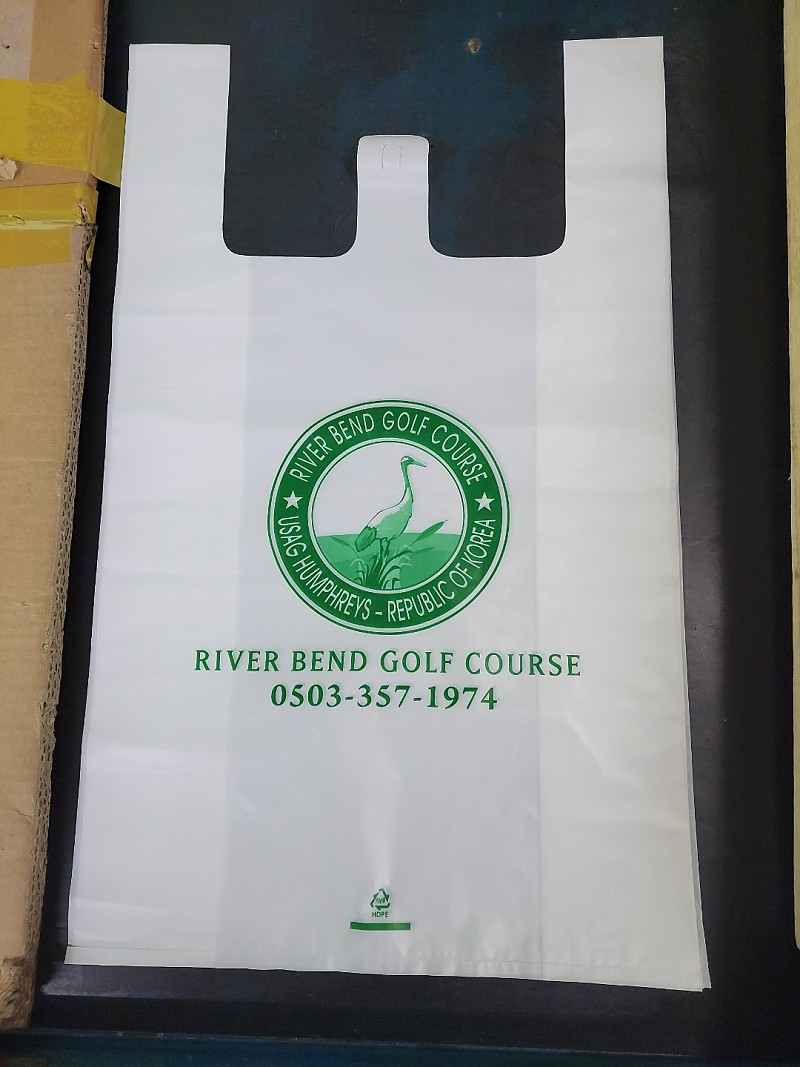 RIVER BEND GOLF COURSE
USAG HUMPHREYS - REPUBLIC OF KOREA
RIVER BEND GOLF COURSE
0503-357-1974
HDPE